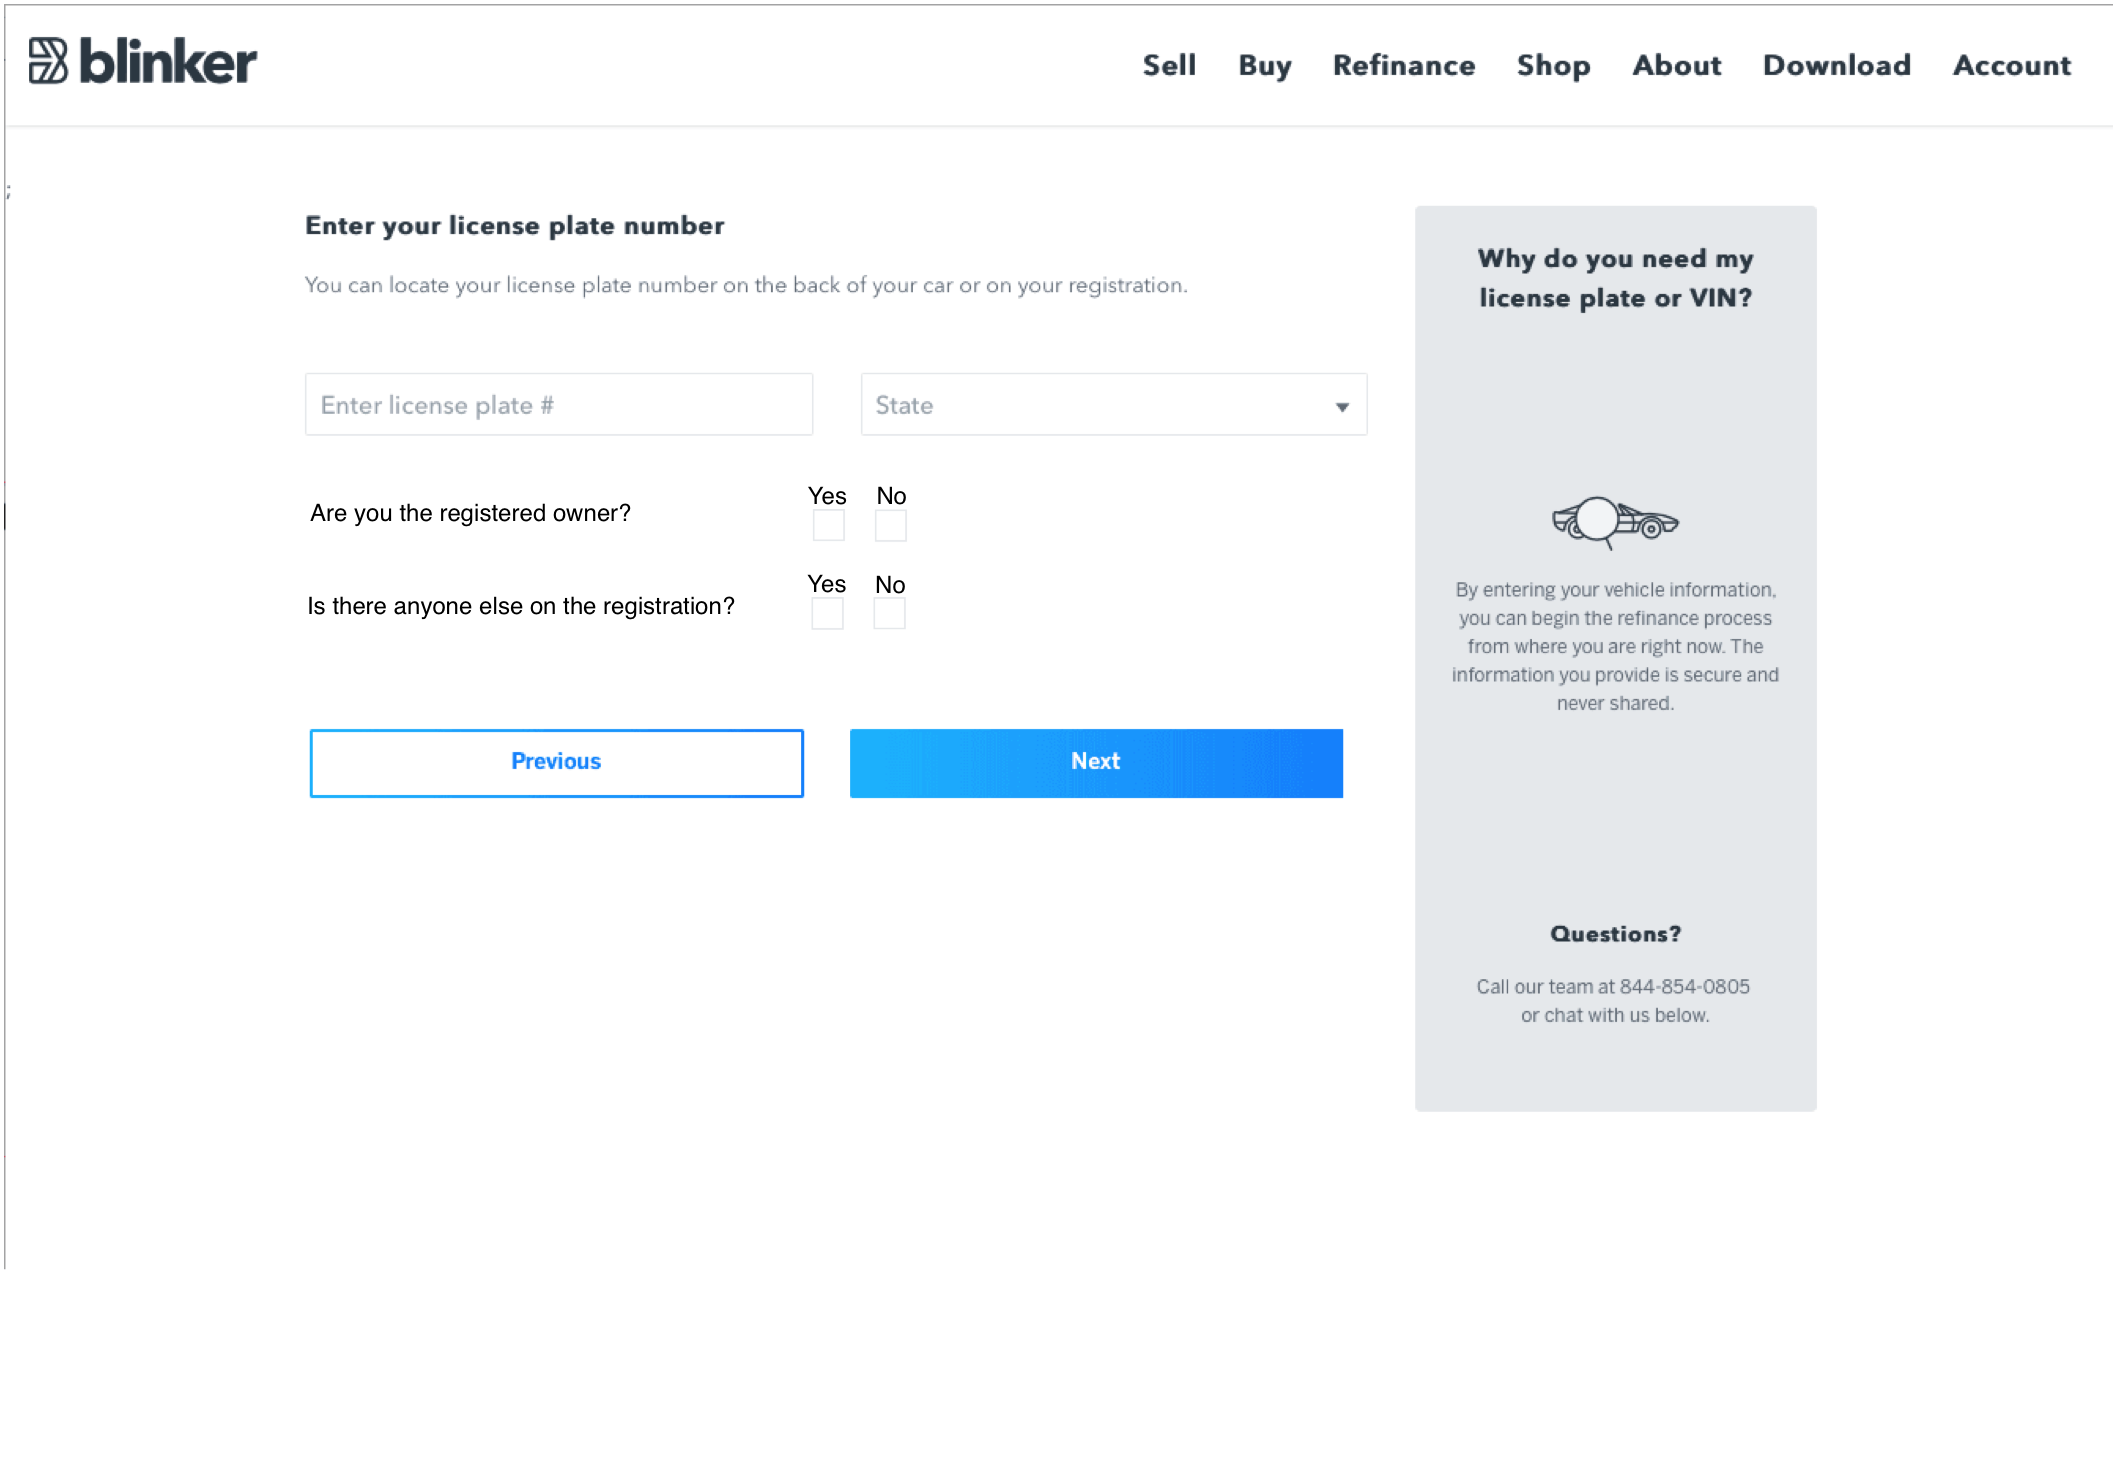 blinker
Sell Buy Refinance Shop About Download Account
;
Enter your license plate number
You can locate your license plate number on the back of your car or on your registration.
Enter license plate #
State
Are you the registered owner?
Yes No
Is there anyone else on the registration?
Yes No
Previous
Next
Why do you need my
license plate or VIN?
By entering your vehicle information,
you can begin the refinance process
from where you are right now. The
information you provide is secure and
never shared.
Questions?
Call our team at 844-854-0805
or chat with us below.